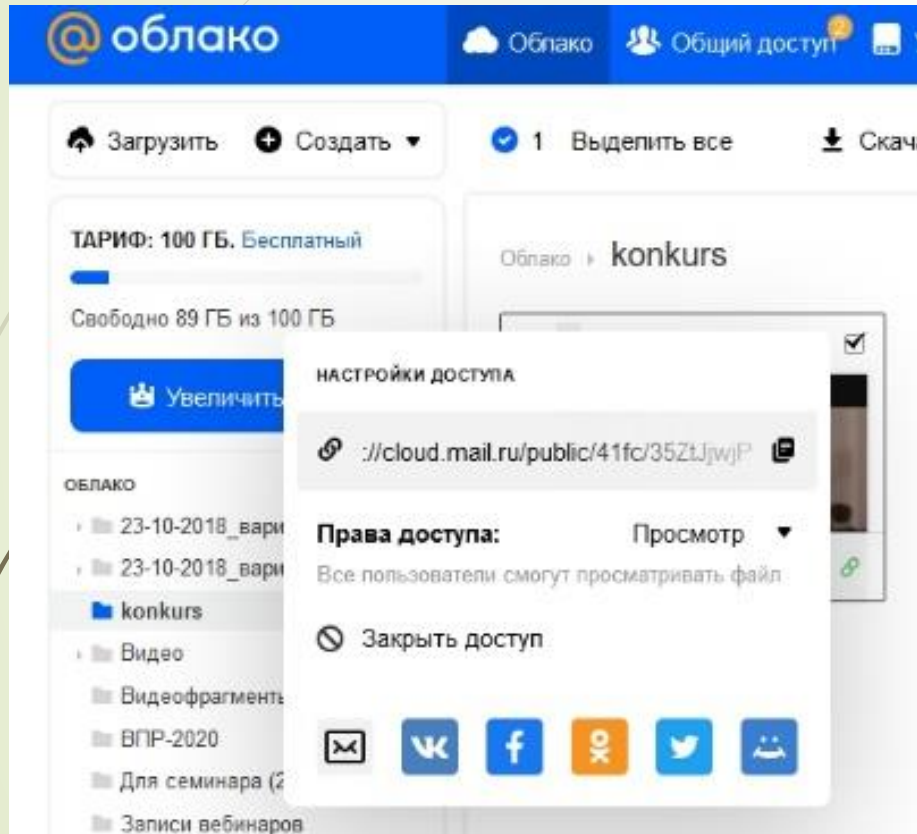 @ облако
Облако
Общий доступ 2
Загрузить
Создать
1 Выделить все
ТАРИФ: 100 ГБ. Бесплатный
Свободно 89 ГБ из 100 ГБ
Увеличить
Облако › konkurs
НАСТРОЙКИ ДОСТУПА
://cloud.mail.ru/public/41fc/35ZtJjwjP
Права доступа: Просмотр
Все пользователи смогут просматривать файл
Закрыть доступ
ОБЛАКО
23-10-2018_вари
23-10-2018_вари
konkurs
Видео
Видеофрагменты
ВПР-2020
Для семинара (2
Записи вебинаров